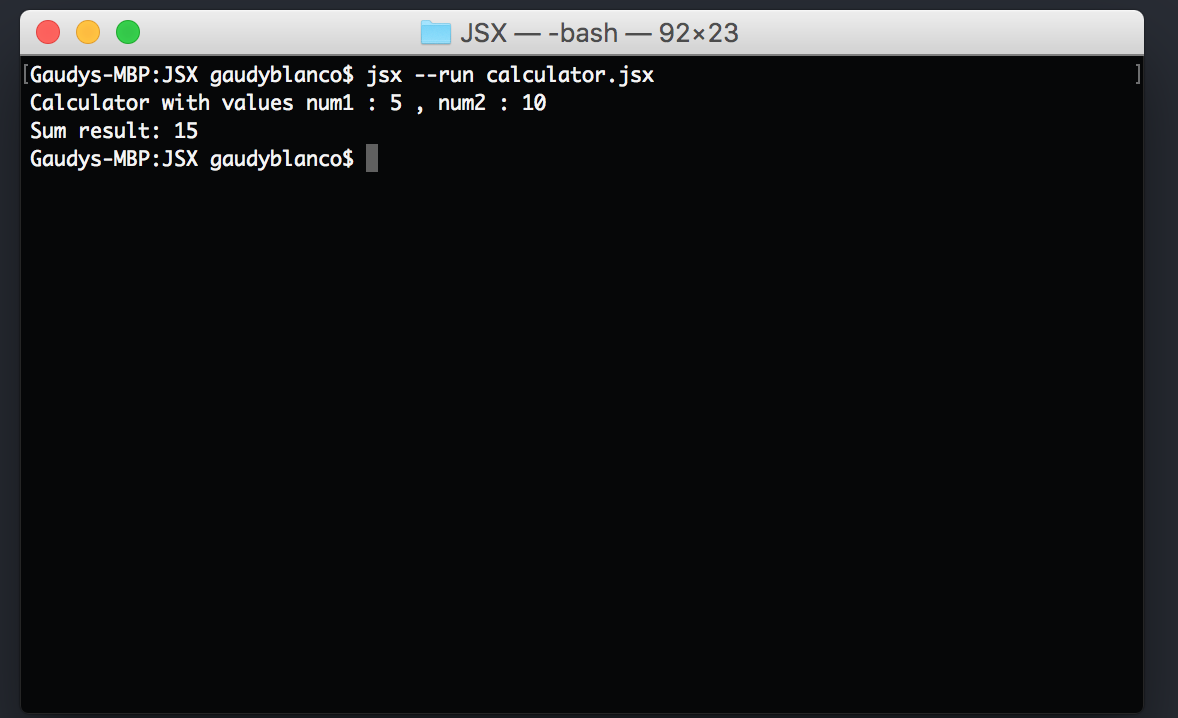 JSX — -bash — 92×23
[Gaudys-MBP:JSX gaudyblanco$ jsx --run calculator.jsx ]
Calculator with values num1 : 5 , num2 : 10
Sum result: 15
Gaudys-MBP:JSX gaudyblanco$